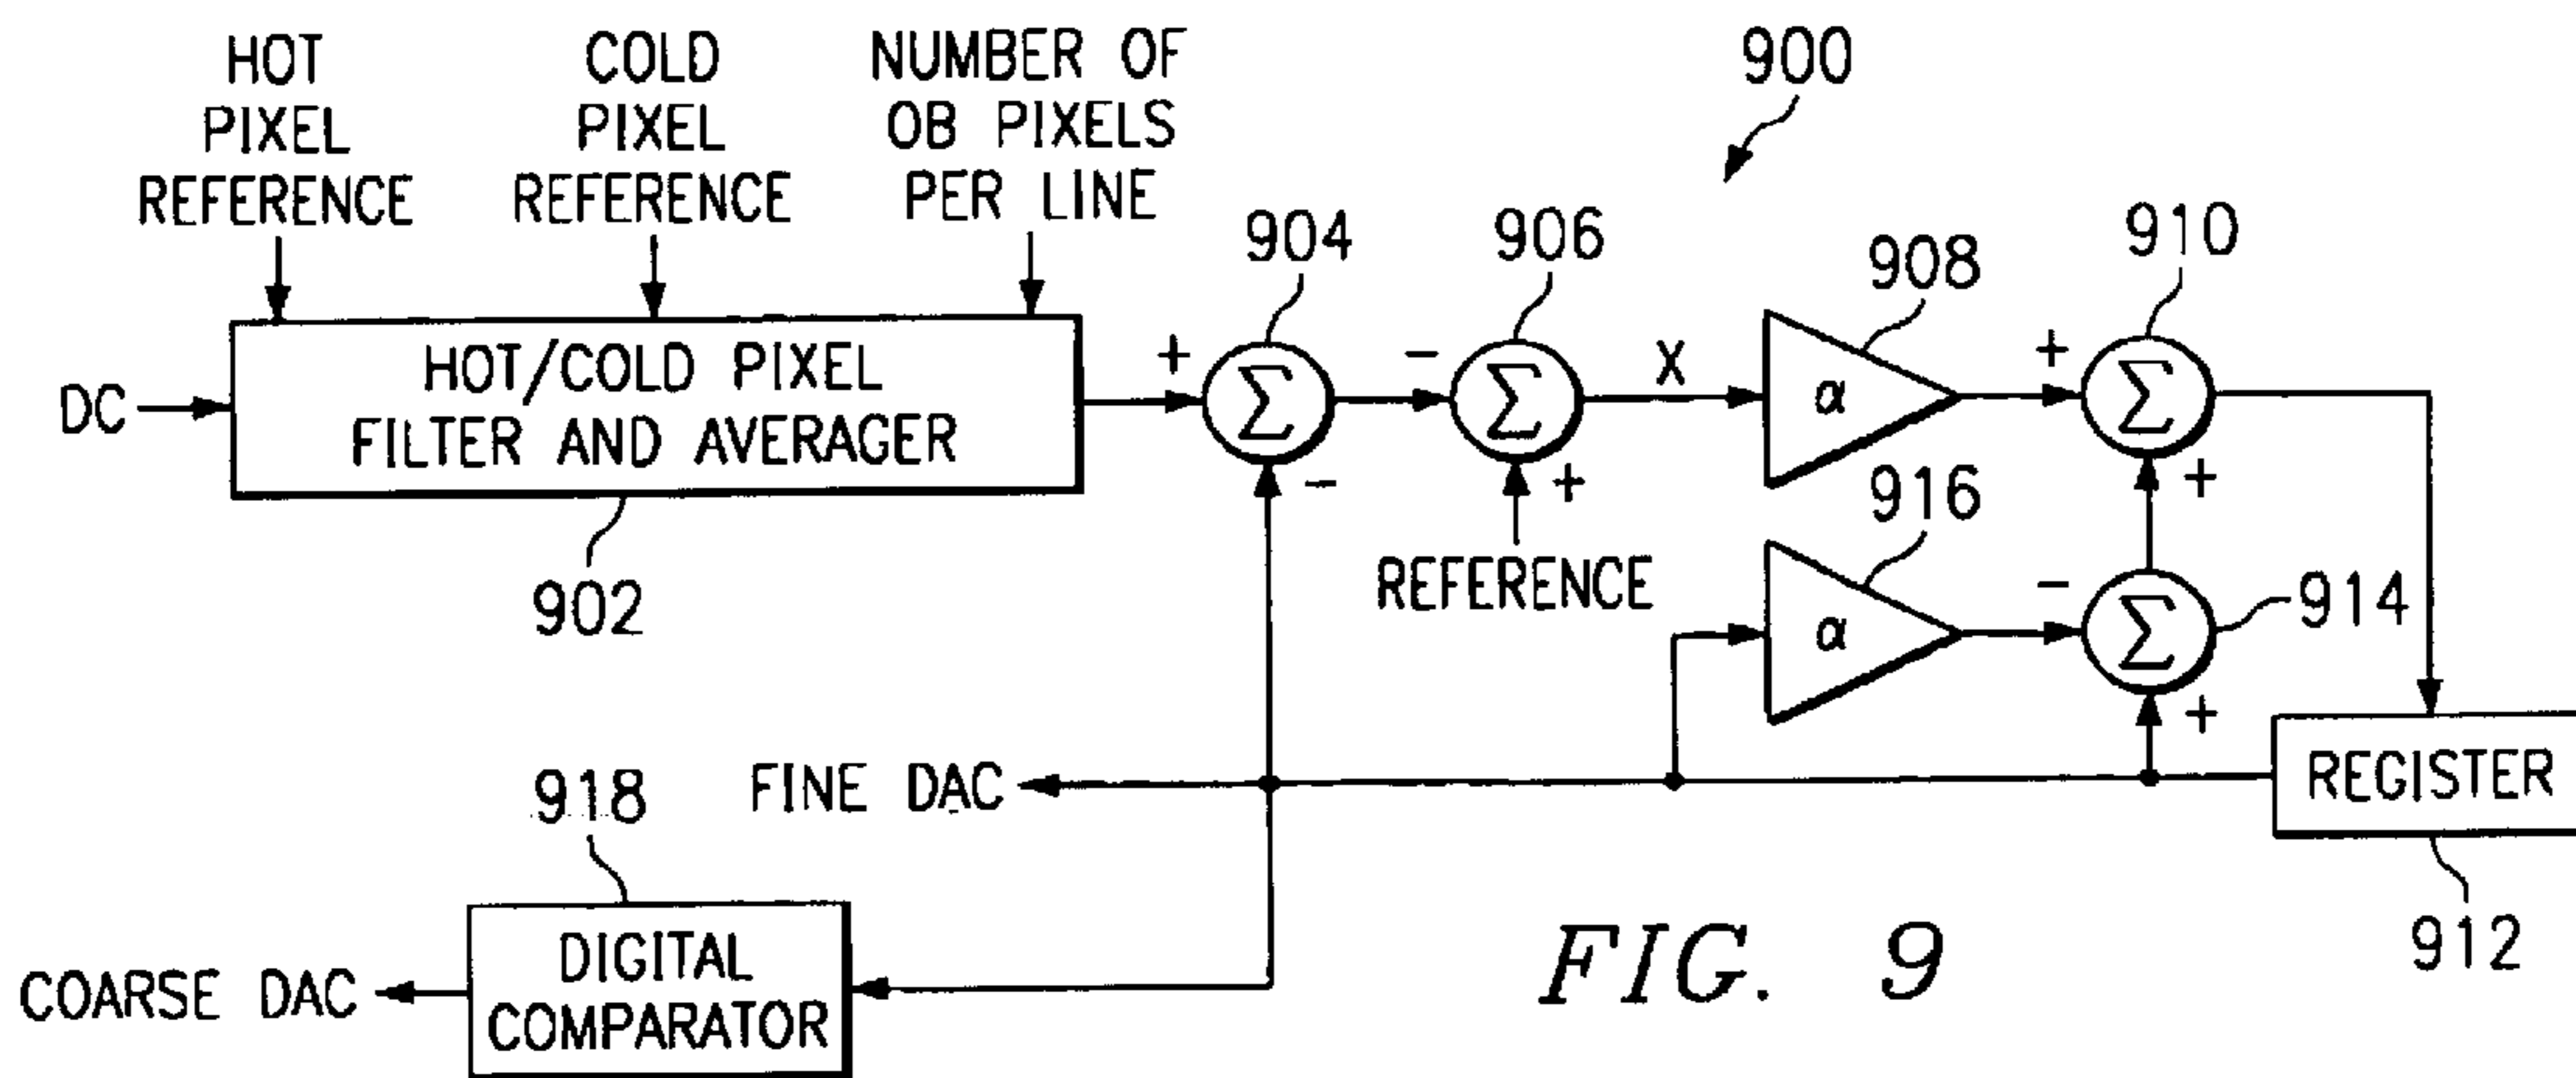 HOT
PIXEL
REFERENCE
COLD
PIXEL
REFERENCE
NUMBER OF
OB PIXELS
PER LINE
900
904
906
908
910
DC
HOT/COLD PIXEL
FILTER AND AVERAGER
902
+
Σ
-
-
Σ
+
REFERENCE
X
α
+
Σ
+
916
α
-
Σ
+
914
REGISTER
912
FINE DAC
918
DIGITAL
COMPARATOR
COARSE DAC
FIG. 9